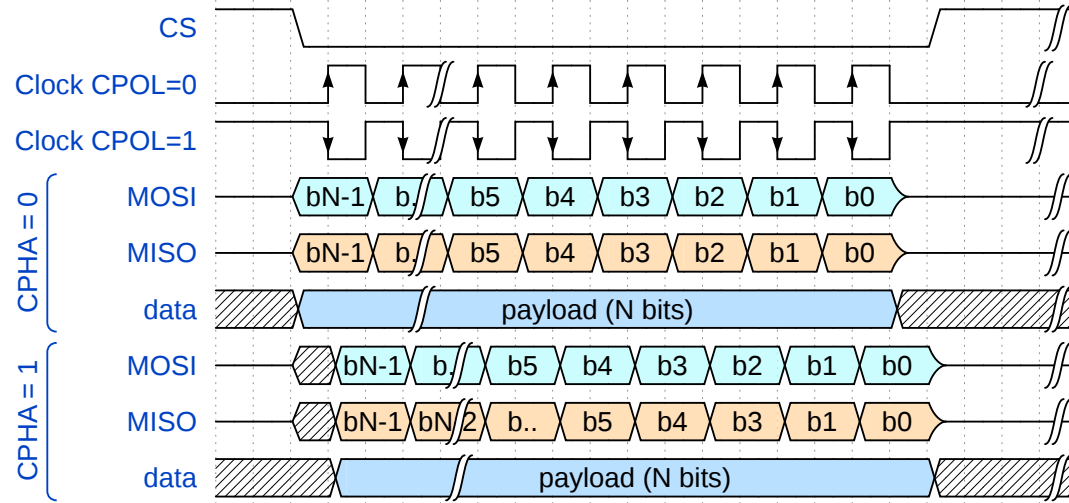 CS
Clock CPOL=0
Clock CPOL=1
CPHA = 0
MOSI bN-1 b. b5 b4 b3 b2 b1 b0
MISO bN-1 b. b5 b4 b3 b2 b1 b0
data payload (N bits)
CPHA = 1
MOSI bN-1 b. b5 b4 b3 b2 b1 b0
MISO bN-1 bN 2 b.. b5 b4 b3 b1 b0
data payload (N bits)